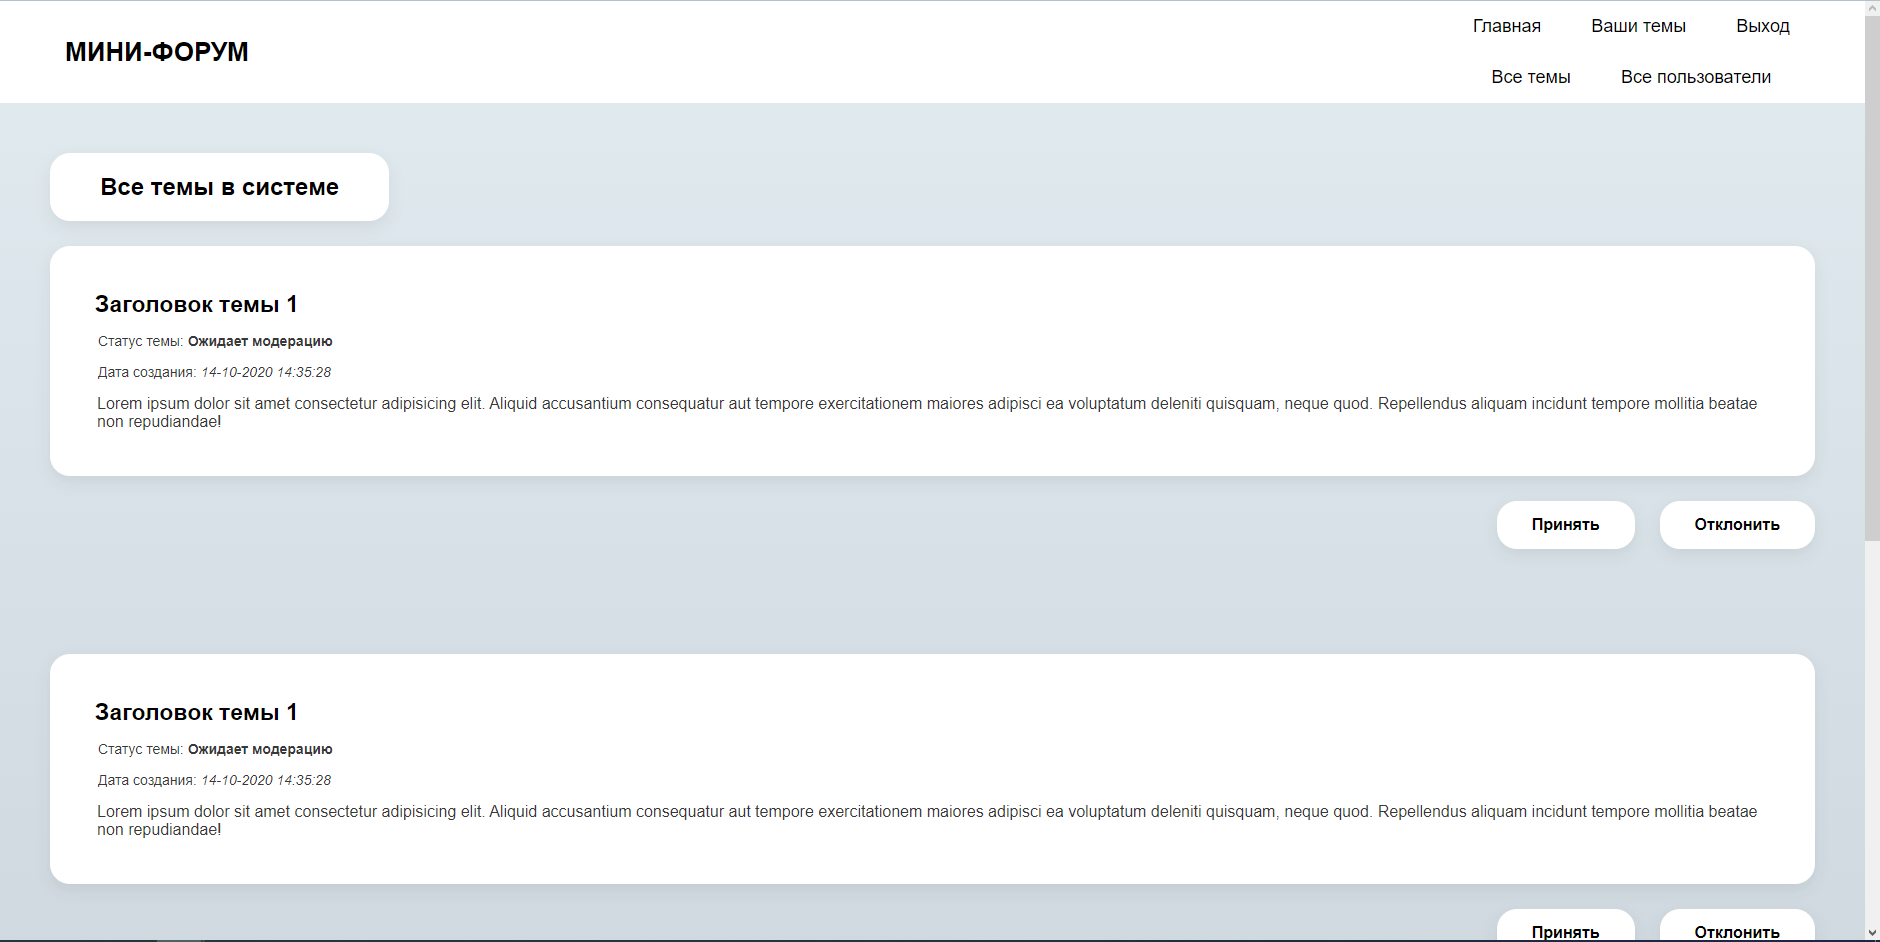 МИНИ-ФОРУМ
Главная Ваши темы Выход
Все темы Все пользователи
Все темы в системе
Заголовок темы 1
Статус темы: Ожидает модерацию
Дата создания: 14-10-2020 14:35:28
Lorem ipsum dolor sit amet consectetur adipisicing elit. Aliquid accusantium consequatur aut tempore exercitationem maiores adipisci ea voluptatum deleniti quisquam, neque quod. Repellendus aliquam incidunt tempore mollitia beatae
non repudiandae!
Принять Отклонить
Заголовок темы 1
Статус темы: Ожидает модерацию
Дата создания: 14-10-2020 14:35:28
Lorem ipsum dolor sit amet consectetur adipisicing elit. Aliquid accusantium consequatur aut tempore exercitationem maiores adipisci ea voluptatum deleniti quisquam, neque quod. Repellendus aliquam incidunt tempore mollitia beatae
non repudiandae!
Принять Отклонить